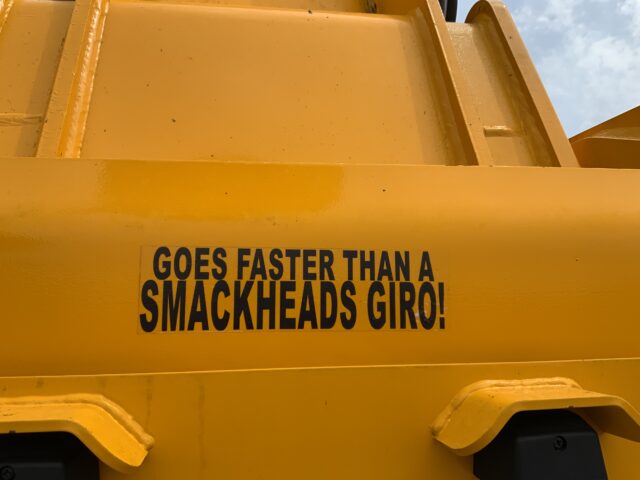 GOES FASTER THAN A
SMACKHEADS GIRO!